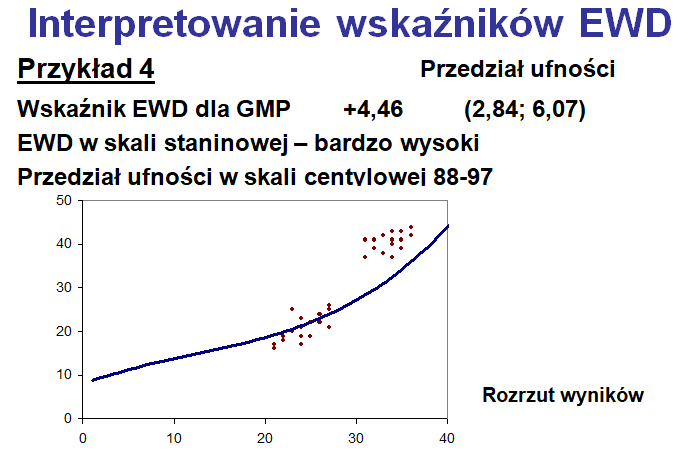 Interpretowanie wskaźników EWD
Przykład 4 Przedział ufności
Wskaźnik EWD dla GMP +4,46 (2,84; 6,07)
EWD w skali staninowej – bardzo wysoki
Przedział ufności w skali centylowej 88-97
50
40
30
20
10
0
0 10 20 30 40
Rozrzut wyników